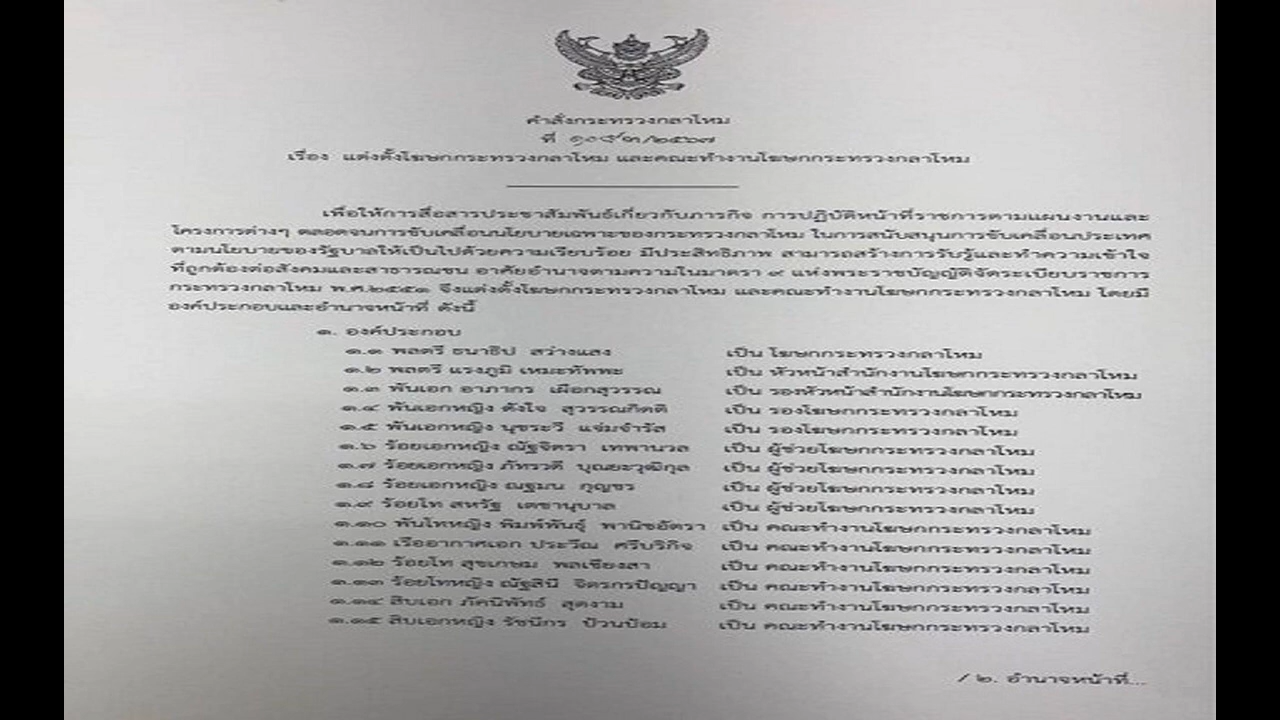 คำสั่งกระทรวงกลาโหม
ที่ ๑๐๙๓/๒๕๖๗
เรื่อง แต่งตั้งโฆษกกระทรวงกลาโหม และคณะทำงานโฆษกกระทรวงกลาโหม
เพื่อให้การสื่อสารประชาสัมพันธ์เกี่ยวกับภารกิจ การปฏิบัติหน้าที่ราชการตามแผนงานและ
โครงการต่างๆ ตลอดจนการขับเคลื่อนนโยบายเฉพาะของกระทรวงกลาโหม ในการสนับสนุนการขับเคลื่อนประเทศ
ตามนโยบายของรัฐบาลให้เป็นไปด้วยความเรียบร้อย มีประสิทธิภาพ สามารถสร้างการรับรู้และทำความเข้าใจ
ที่ถูกต้องต่อสังคมและสาธารณชน อาศัยอำนาจตามความในมาตรา ๙ แห่งพระราชบัญญัติจัดระเบียบราชการ
กระทรวงกลาโหม พ.ศ.๒๕๕๑ จึงแต่งตั้งโฆษกกระทรวงกลาโหม และคณะทำงานโฆษกกระทรวงกลาโหม โดยมี
องค์ประกอบและอำนาจหน้าที่ ดังนี้
๑. องค์ประกอบ
๑.๑ พลตรี ธนาธิป สว่างแสง เป็น โฆษกกระทรวงกลาโหม
๑.๒ พลตรี แรงภูมิ เหมะทัพพะ เป็น หัวหน้าสำนักงานโฆษกกระทรวงกลาโหม
๑.๓ พันเอก อาภากร เผือกสุวรรณ เป็น รองหัวหน้าสำนักงานโฆษกกระทรวงกลาโหม
๑.๔ พันเอกหญิง ตังใจ สุวรรณกิตติ เป็น รองโฆษกกระทรวงกลาโหม
๑.๕ พันเอกหญิง นุชระวี แจ่มจำรัส เป็น รองโฆษกกระทรวงกลาโหม
๑.๖ ร้อยเอกหญิง ณัฐจิตรา เทพานวล เป็น ผู้ช่วยโฆษกกระทรวงกลาโหม
๑.๗ ร้อยเอกหญิง ภัทรวดี บุณยะวุฒิกุล เป็น ผู้ช่วยโฆษกกระทรวงกลาโหม
๑.๘ ร้อยเอกหญิง ณฐมน กุญชร เป็น ผู้ช่วยโฆษกกระทรวงกลาโหม
๑.๙ ร้อยโท สหรัฐ เดชานุบาล เป็น ผู้ช่วยโฆษกกระทรวงกลาโหม
๑.๑๐ พันโทหญิง พิมพ์พันธุ์ พานิชอัตรา เป็น คณะทำงานโฆษกกระทรวงกลาโหม
๑.๑๑ เรืออากาศเอก ประวีณ ศรีบริกิจ เป็น คณะทำงานโฆษกกระทรวงกลาโหม
๑.๑๒ ร้อยโท สุขเกษม พลเชียงสา เป็น คณะทำงานโฆษกกระทรวงกลาโหม
๑.๑๓ ร้อยโทหญิง ณัฐสินี จิตรกรปัญญา เป็น คณะทำงานโฆษกกระทรวงกลาโหม
๑.๑๔ สิบเอก ภัคนิพัทธ์ สุดงาม เป็น คณะทำงานโฆษกกระทรวงกลาโหม
๑.๑๕ สิบเอกหญิง รัชนีกร ป้วนป้อม เป็น คณะทำงานโฆษกกระทรวงกลาโหม
/ ๒. อำนาจหน้าที่...